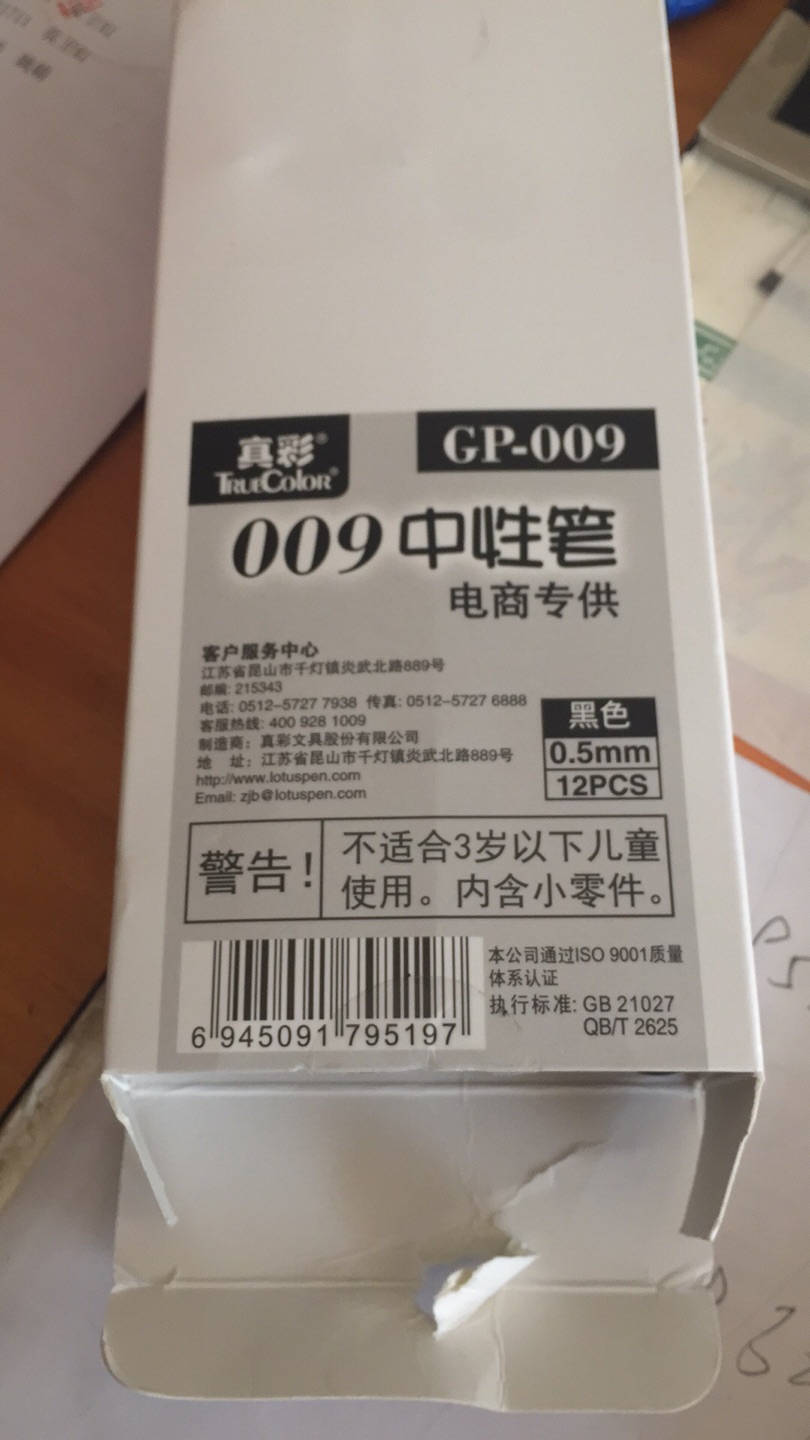 真彩®
TRUECOLOR®
GP-009
009中性笔
电商专供
客户服务中心
江苏省昆山市千灯镇炎武北路889号
邮编: 215343
电话: 0512-5727 7938 传真: 0512-5727 6888
客服热线: 400 928 1009
制造商: 真彩文具股份有限公司
地 址: 江苏省昆山市千灯镇炎武北路889号
http://www.lotuspen.com
Email: zjb@lotuspen.com
黑色
0.5mm
12PCS
警告!
不适合3岁以下儿童
使用。内含小零件。
6 945091 795197
本公司通过ISO 9001质量
体系认证
执行标准: GB 21027
QB/T 2625